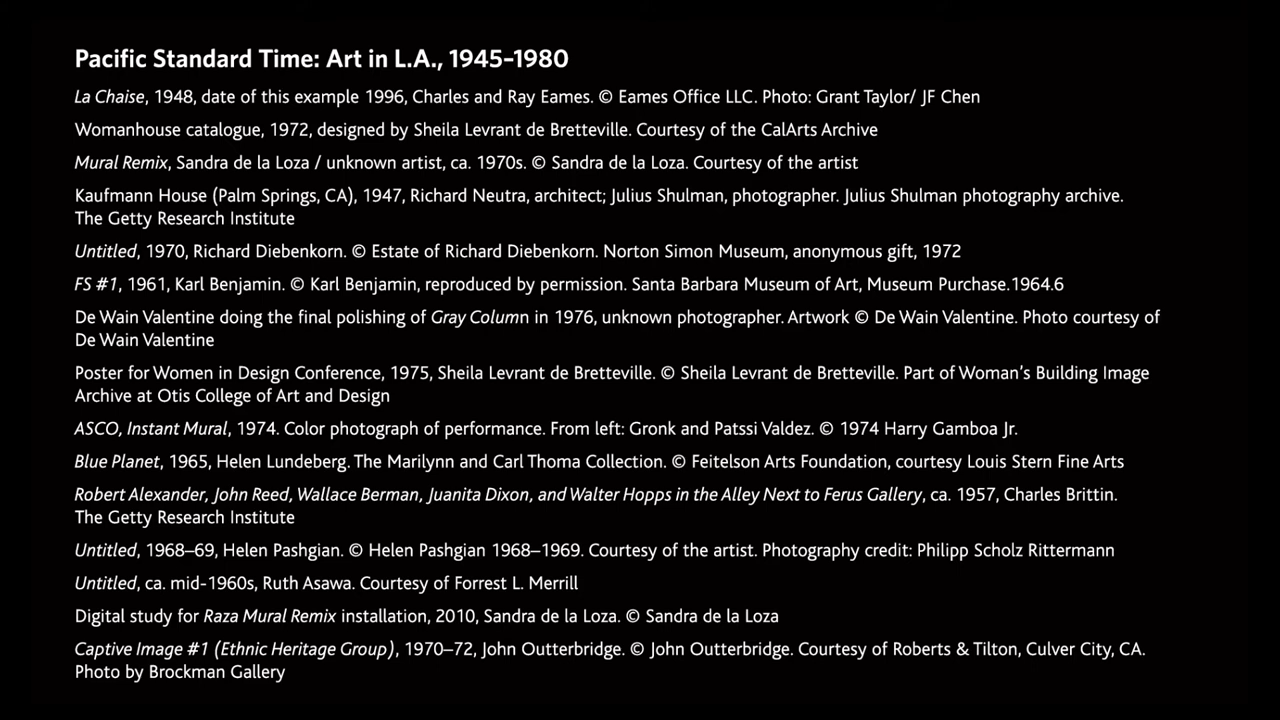 Pacific Standard Time: Art in L.A., 1945–1980
La Chaise, 1948, date of this example 1996, Charles and Ray Eames. © Eames Office LLC. Photo: Grant Taylor/ JF Chen
Womanhouse catalogue, 1972, designed by Sheila Levrant de Bretteville. Courtesy of the CalArts Archive
Mural Remix, Sandra de la Loza / unknown artist, ca. 1970s. © Sandra de la Loza. Courtesy of the artist
Kaufmann House (Palm Springs, CA), 1947, Richard Neutra, architect; Julius Shulman, photographer. Julius Shulman photography archive.
The Getty Research Institute
Untitled, 1970, Richard Diebenkorn. © Estate of Richard Diebenkorn. Norton Simon Museum, anonymous gift, 1972
FS #1, 1961, Karl Benjamin. © Karl Benjamin, reproduced by permission. Santa Barbara Museum of Art, Museum Purchase.1964.6
De Wain Valentine doing the final polishing of Gray Column in 1976, unknown photographer. Artwork © De Wain Valentine. Photo courtesy of
De Wain Valentine
Poster for Women in Design Conference, 1975, Sheila Levrant de Bretteville. © Sheila Levrant de Bretteville. Part of Woman’s Building Image
Archive at Otis College of Art and Design
ASCO, Instant Mural, 1974. Color photograph of performance. From left: Gronk and Patssi Valdez. © 1974 Harry Gamboa Jr.
Blue Planet, 1965, Helen Lundeberg. The Marilynn and Carl Thoma Collection. © Feitelson Arts Foundation, courtesy Louis Stern Fine Arts
Robert Alexander, John Reed, Wallace Berman, Juanita Dixon, and Walter Hopps in the Alley Next to Ferus Gallery, ca. 1957, Charles Brittin.
The Getty Research Institute
Untitled, 1968–69, Helen Pashgian. © Helen Pashgian 1968–1969. Courtesy of the artist. Photography credit: Philipp Scholz Rittermann
Untitled, ca. mid-1960s, Ruth Asawa. Courtesy of Forrest L. Merrill
Digital study for Raza Mural Remix installation, 2010, Sandra de la Loza. © Sandra de la Loza
Captive Image #1 (Ethnic Heritage Group), 1970–72, John Outterbridge. © John Outterbridge. Courtesy of Roberts & Tilton, Culver City, CA.
Photo by Brockman Gallery